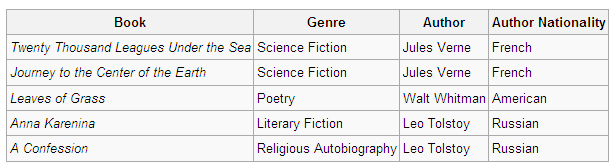 Book Genre Author Author Nationality
Twenty Thousand Leagues Under the Sea Science Fiction Jules Verne French
Journey to the Center of the Earth Science Fiction Jules Verne French
Leaves of Grass Poetry Walt Whitman American
Anna Karenina Literary Fiction Leo Tolstoy Russian
A Confession Religious Autobiography Leo Tolstoy Russian